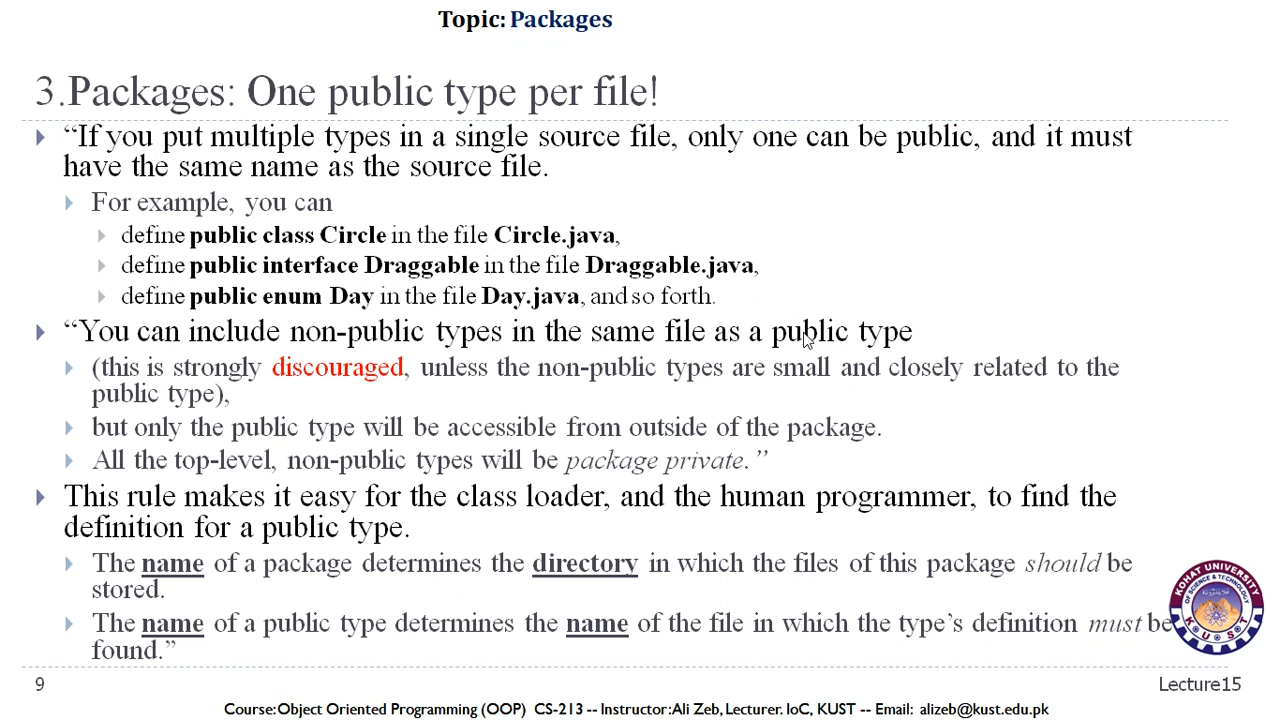 Topic: Packages
3.Packages: One public type per file!
“If you put multiple types in a single source file, only one can be public, and it must
have the same name as the source file.
For example, you can
define public class Circle in the file Circle.java,
define public interface Draggable in the file Draggable.java,
define public enum Day in the file Day.java, and so forth.
“You can include non-public types in the same file as a public type
(this is strongly discouraged, unless the non-public types are small and closely related to the
public type),
but only the public type will be accessible from outside of the package.
All the top-level, non-public types will be package private.”
This rule makes it easy for the class loader, and the human programmer, to find the
definition for a public type.
The name of a package determines the directory in which the files of this package should be
stored.
The name of a public type determines the name of the file in which the type’s definition must be
found.”
KOHAT UNIVERSITY
OF SCIENCE & TECHNOLOGY
K U S T
9
Lecture15
Course:Object Oriented Programming (OOP) CS-213 -- Instructor:Ali Zeb, Lecturer. IoC, KUST -- Email: alizeb@kust.edu.pk